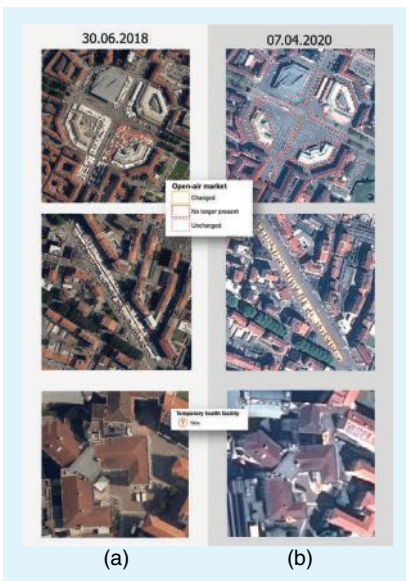 30.06.2018
07.04.2020
Open-air market
Changed
No longer present
Unchanged
Temporary health facility
New
(a)
(b)